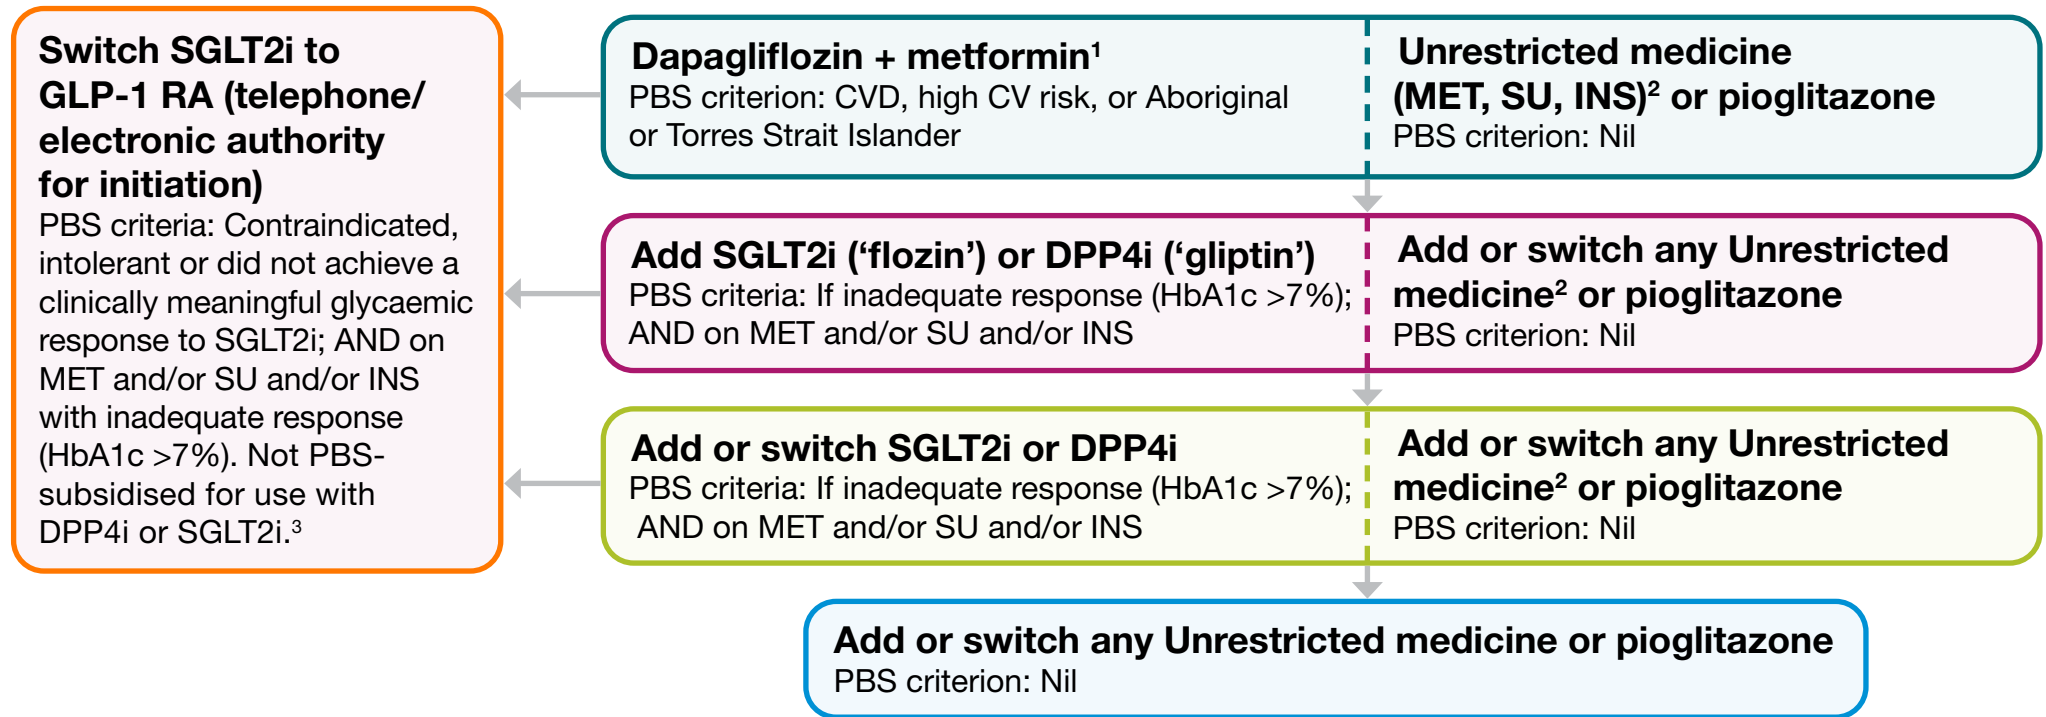 Switch SGLT2i to
GLP-1 RA (telephone/
electronic authority
for initiation)
PBS criteria: Contraindicated,
intolerant or did not achieve a
clinically meaningful glycaemic
response to SGLT2i; AND on
MET and/or SU and/or INS
with inadequate response
(HbA1c >7%). Not PBS-
subsidised for use with
DPP4i or SGLT2i.³
Dapagliflozin + metformin¹
PBS criterion: CVD, high CV risk, or Aboriginal
or Torres Strait Islander
Unrestricted medicine
(MET, SU, INS)² or pioglitazone
PBS criterion: Nil
Add SGLT2i (‘flozin’) or DPP4i (‘gliptin’)
PBS criteria: If inadequate response (HbA1c >7%);
AND on MET and/or SU and/or INS
Add or switch any Unrestricted
medicine² or pioglitazone
PBS criterion: Nil
Add or switch SGLT2i or DPP4i
PBS criteria: If inadequate response (HbA1c >7%);
AND on MET and/or SU and/or INS
Add or switch any Unrestricted
medicine² or pioglitazone
PBS criterion: Nil
Add or switch any Unrestricted medicine or pioglitazone
PBS criterion: Nil